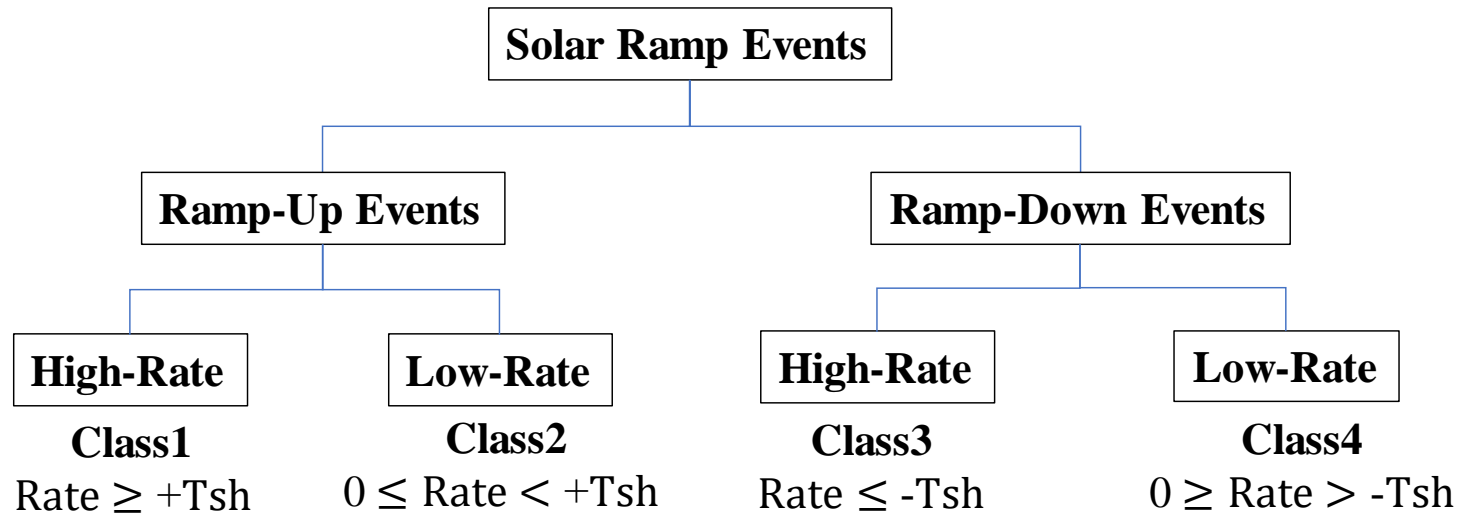 Solar Ramp Events
Ramp-Up Events
Ramp-Down Events
High-Rate
Low-Rate
High-Rate
Low-Rate
Class1
Class2
Class3
Class4
Rate ≥ +Tsh
0 ≤ Rate < +Tsh
Rate ≤ -Tsh
0 ≥ Rate > -Tsh